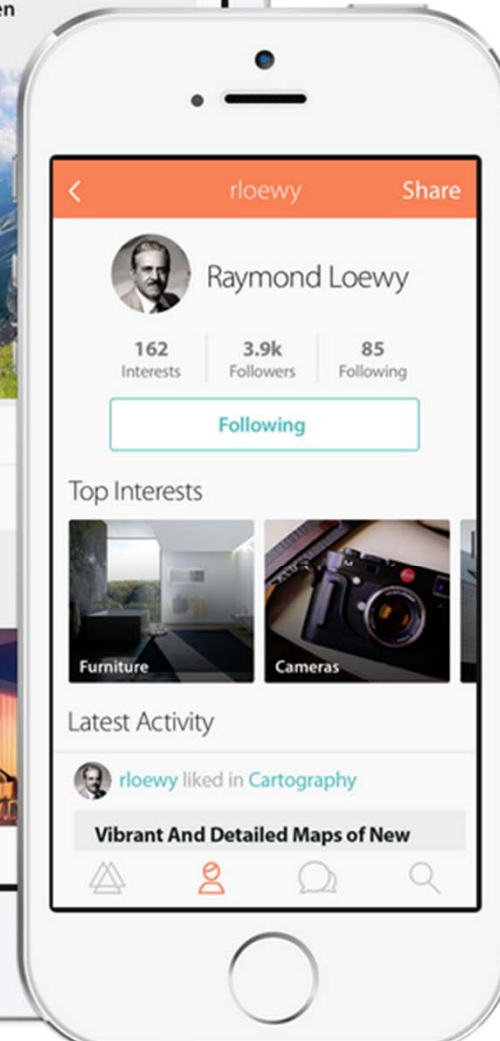 en
rloewy Share
Raymond Loewy
162 3.9k 85
Interests Followers Following
Following
Top Interests
Furniture Cameras
Latest Activity
rloewy liked in Cartography
Vibrant And Detailed Maps of New